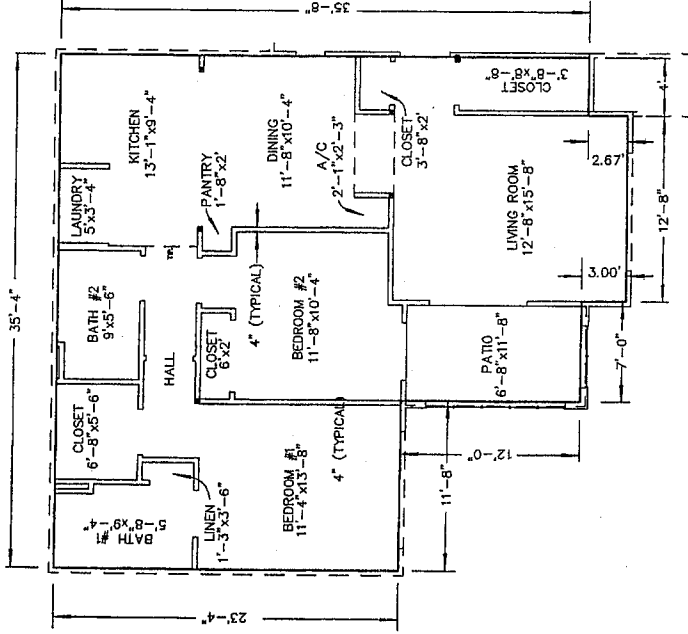 35'-8"
35'-4"
KITCHEN
13'-1"x9'-4"
LAUNDRY
5'x3'-4"
PANTRY
1'-8"x2'
DINING
11'-8"x10'-4"
A/C
2'-1"x2'-3"
CLOSET
3'-8"x2'
CLOSET
3'-8"x8'-8"
4'
2.67'
LIVING ROOM
12'-8"x15'-8"
12'-8"
3.00'
BATH #2
9'x5'-6"
HALL
CLOSET
6'x2'
4" (TYPICAL)
BEDROOM #2
11'-8"x10'-4"
PATIO
6'-8"x11'-8"
7'-0"
CLOSET
6'-8"x5'-6"
BATH #1
5'-8"x9'-4"
LINEN
1'-3"x3'-6"
BEDROOM #1
11'-4"x13'-8"
4" (TYPICAL)
12'-0"
11'-8"
23'-4"